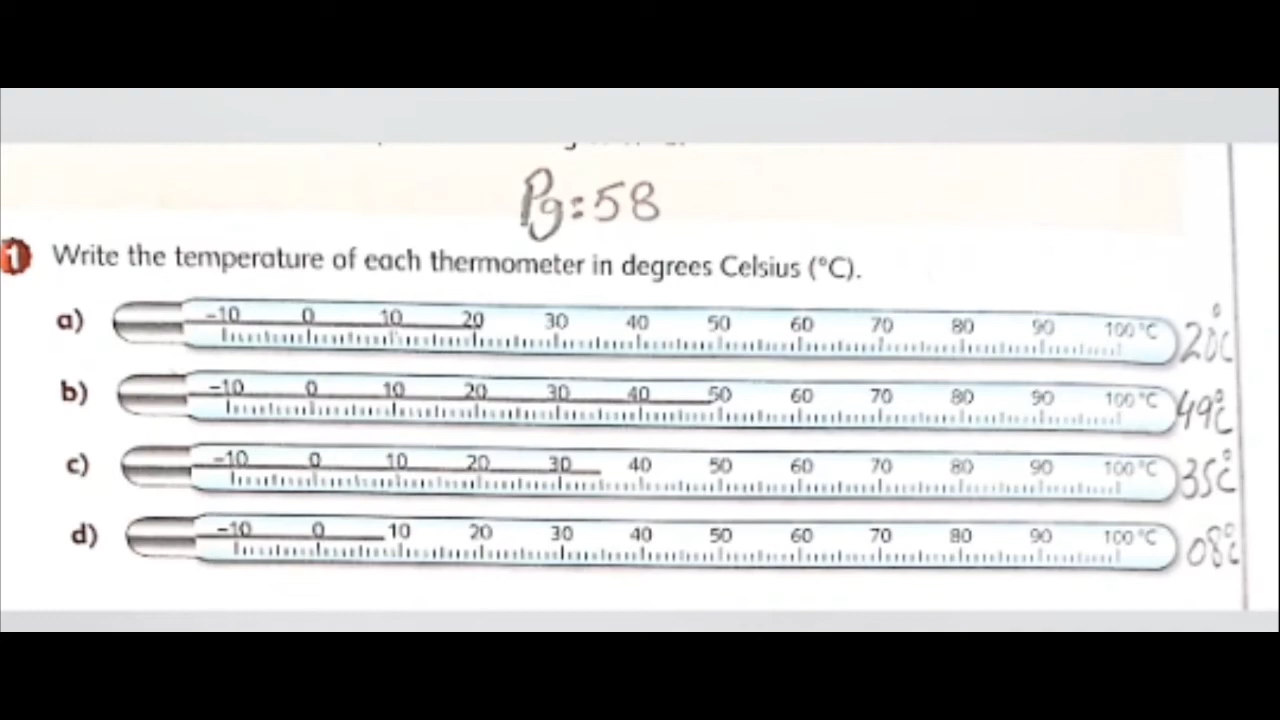 Pg:58
1 Write the temperature of each thermometer in degrees Celsius (°C).
a) -10 0 10 20 30 40 50 60 70 80 90 100 °C 20°C
b) -10 0 10 20 30 40 50 60 70 80 90 100 °C 49°C
c) -10 0 10 20 30 40 50 60 70 80 90 100 °C 35°C
d) -10 0 10 20 30 40 50 60 70 80 90 100 °C 08°C